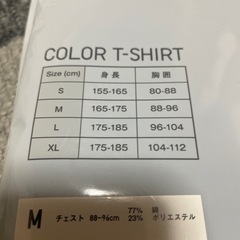 COLOR T-SHIRT
Size (cm) 身長 胸囲
S 155-165 80-88
M 165-175 88-96
L 175-185 96-104
XL 175-185 104-112
M チェスト 88-96cm 77% 綿
23% ポリエステル